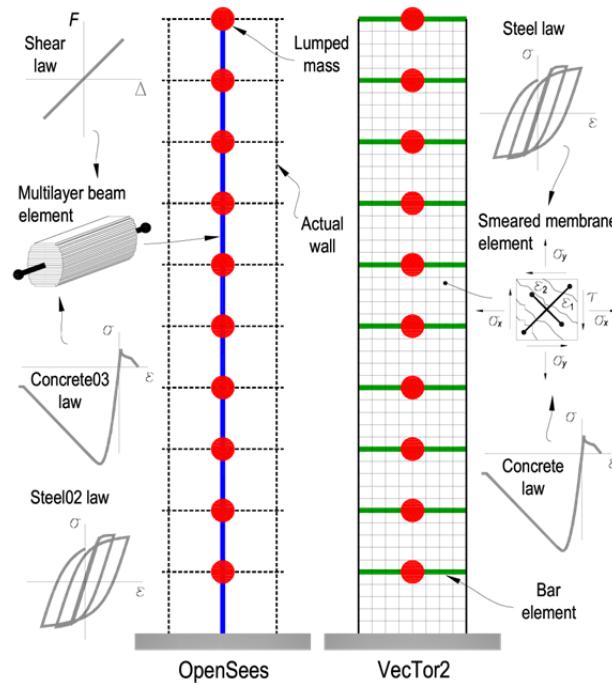 F
Shear
law
Δ
Multilayer beam
element
σ
ε
Concrete03
law
Steel02 law
σ
ε
Lumped
mass
Actual
wall
OpenSees
Steel law
σ
ε
Smeared membrane
element
σy
ε2
ε1
τ
σx
σx
σy
σ
ε
Concrete
law
Bar
element
VecTor2